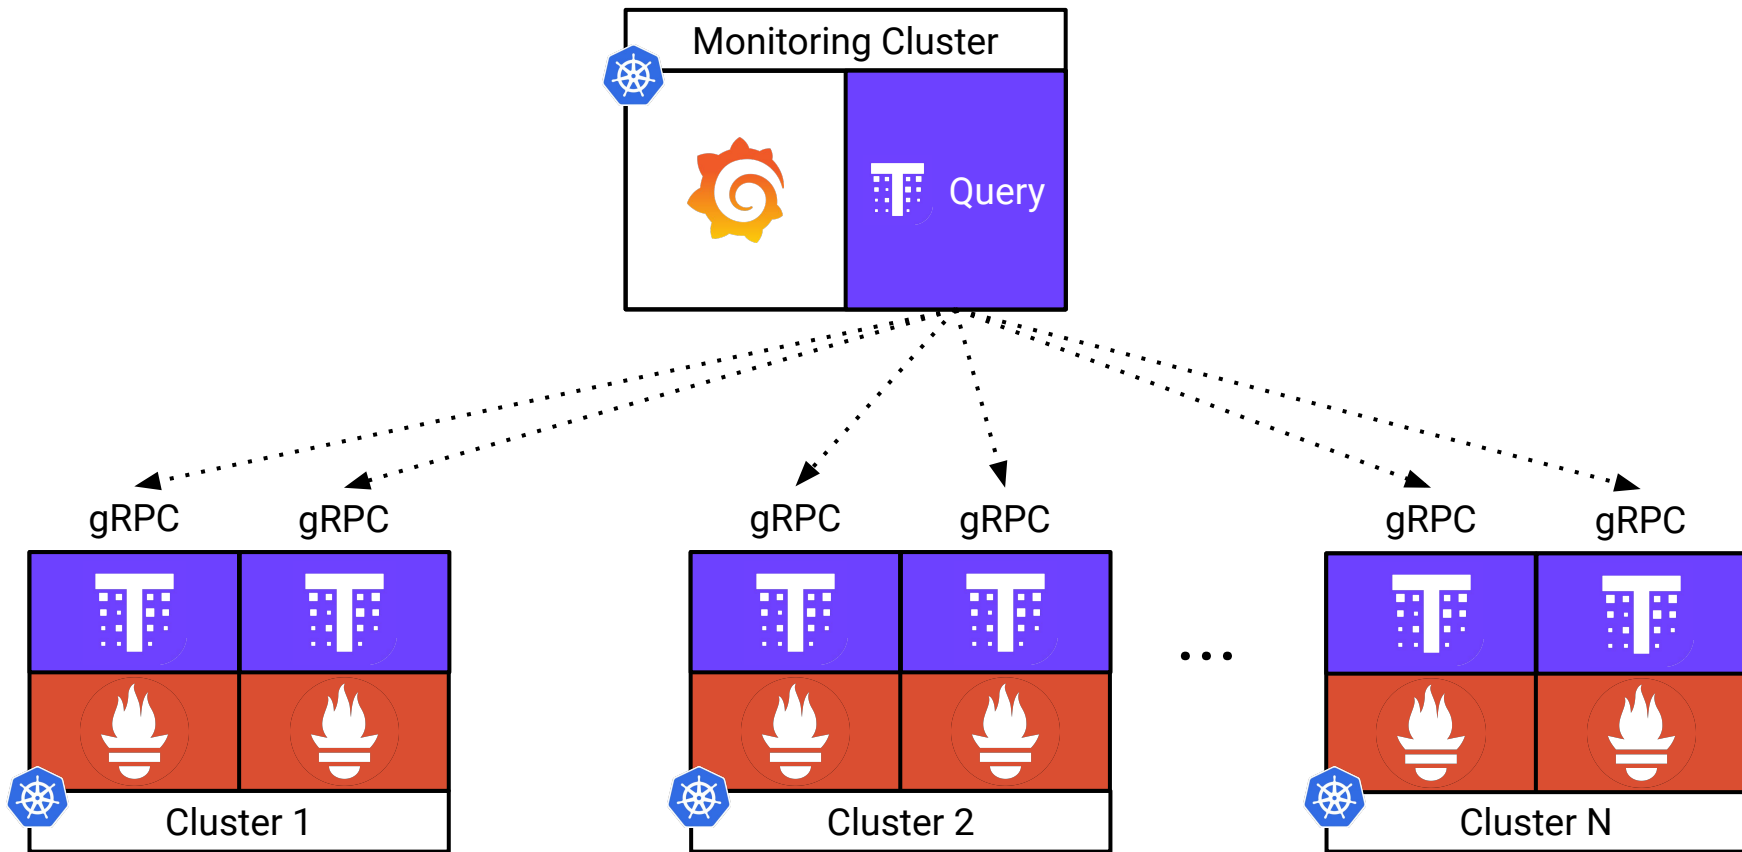 Monitoring Cluster
Query
gRPC gRPC gRPC gRPC gRPC gRPC
...
Cluster 1 Cluster 2 Cluster N